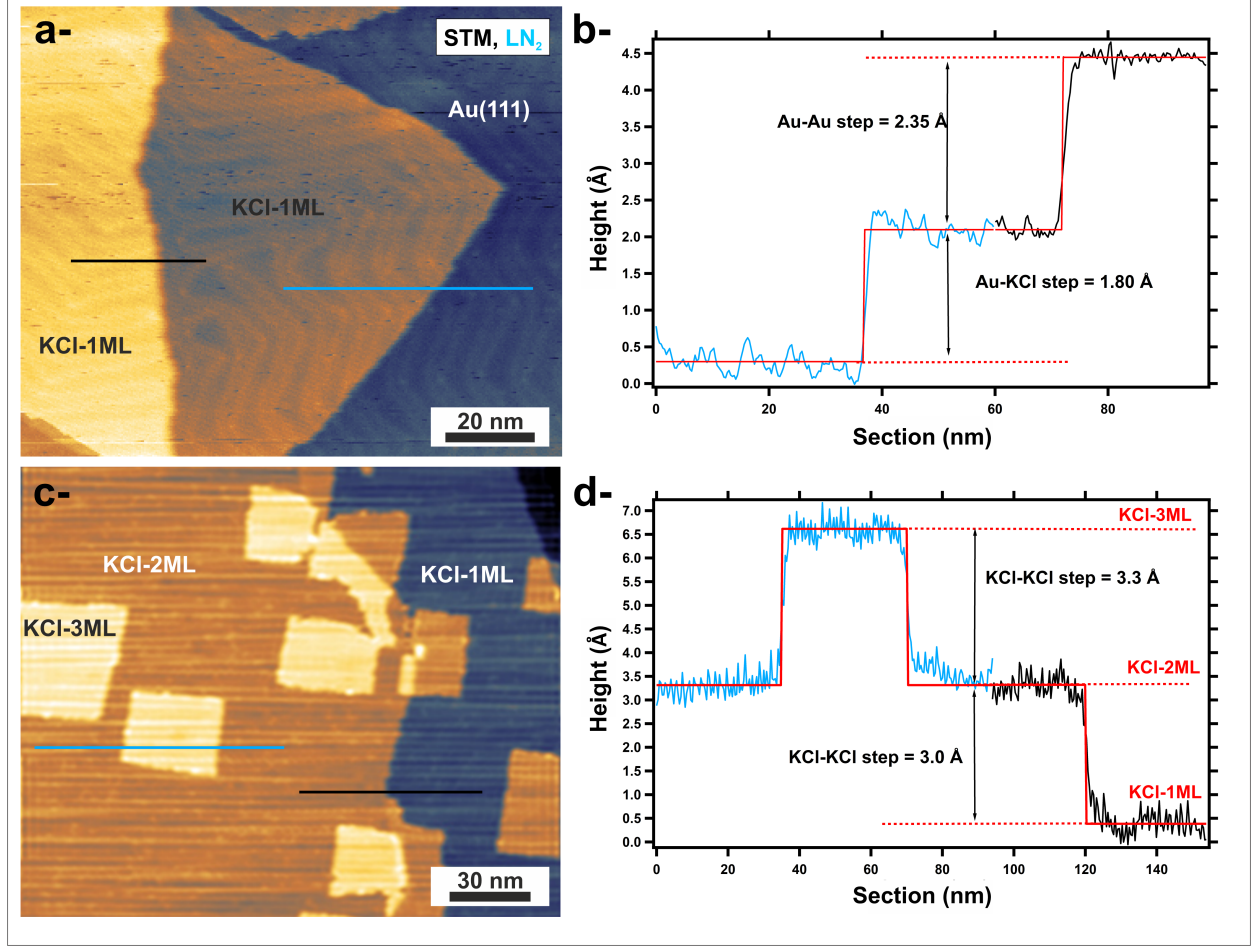 a-
STM, LN₂
Au(111)
KCl-1ML
KCl-1ML
20 nm
b-
Height (Å)
4.5
4.0
3.5
3.0
2.5
2.0
1.5
1.0
0.5
0.0
Au-Au step = 2.35 Å
Au-KCl step = 1.80 Å
0
20
40
60
80
Section (nm)
c-
KCl-2ML
KCl-1ML
KCl-3ML
30 nm
d-
Height (Å)
7.0
6.5
6.0
5.5
5.0
4.5
4.0
3.5
3.0
2.5
2.0
1.5
1.0
0.5
0.0
KCl-3ML
KCl-KCl step = 3.3 Å
KCl-2ML
KCl-KCl step = 3.0 Å
KCl-1ML
0
20
40
60
80
100
120
140
Section (nm)